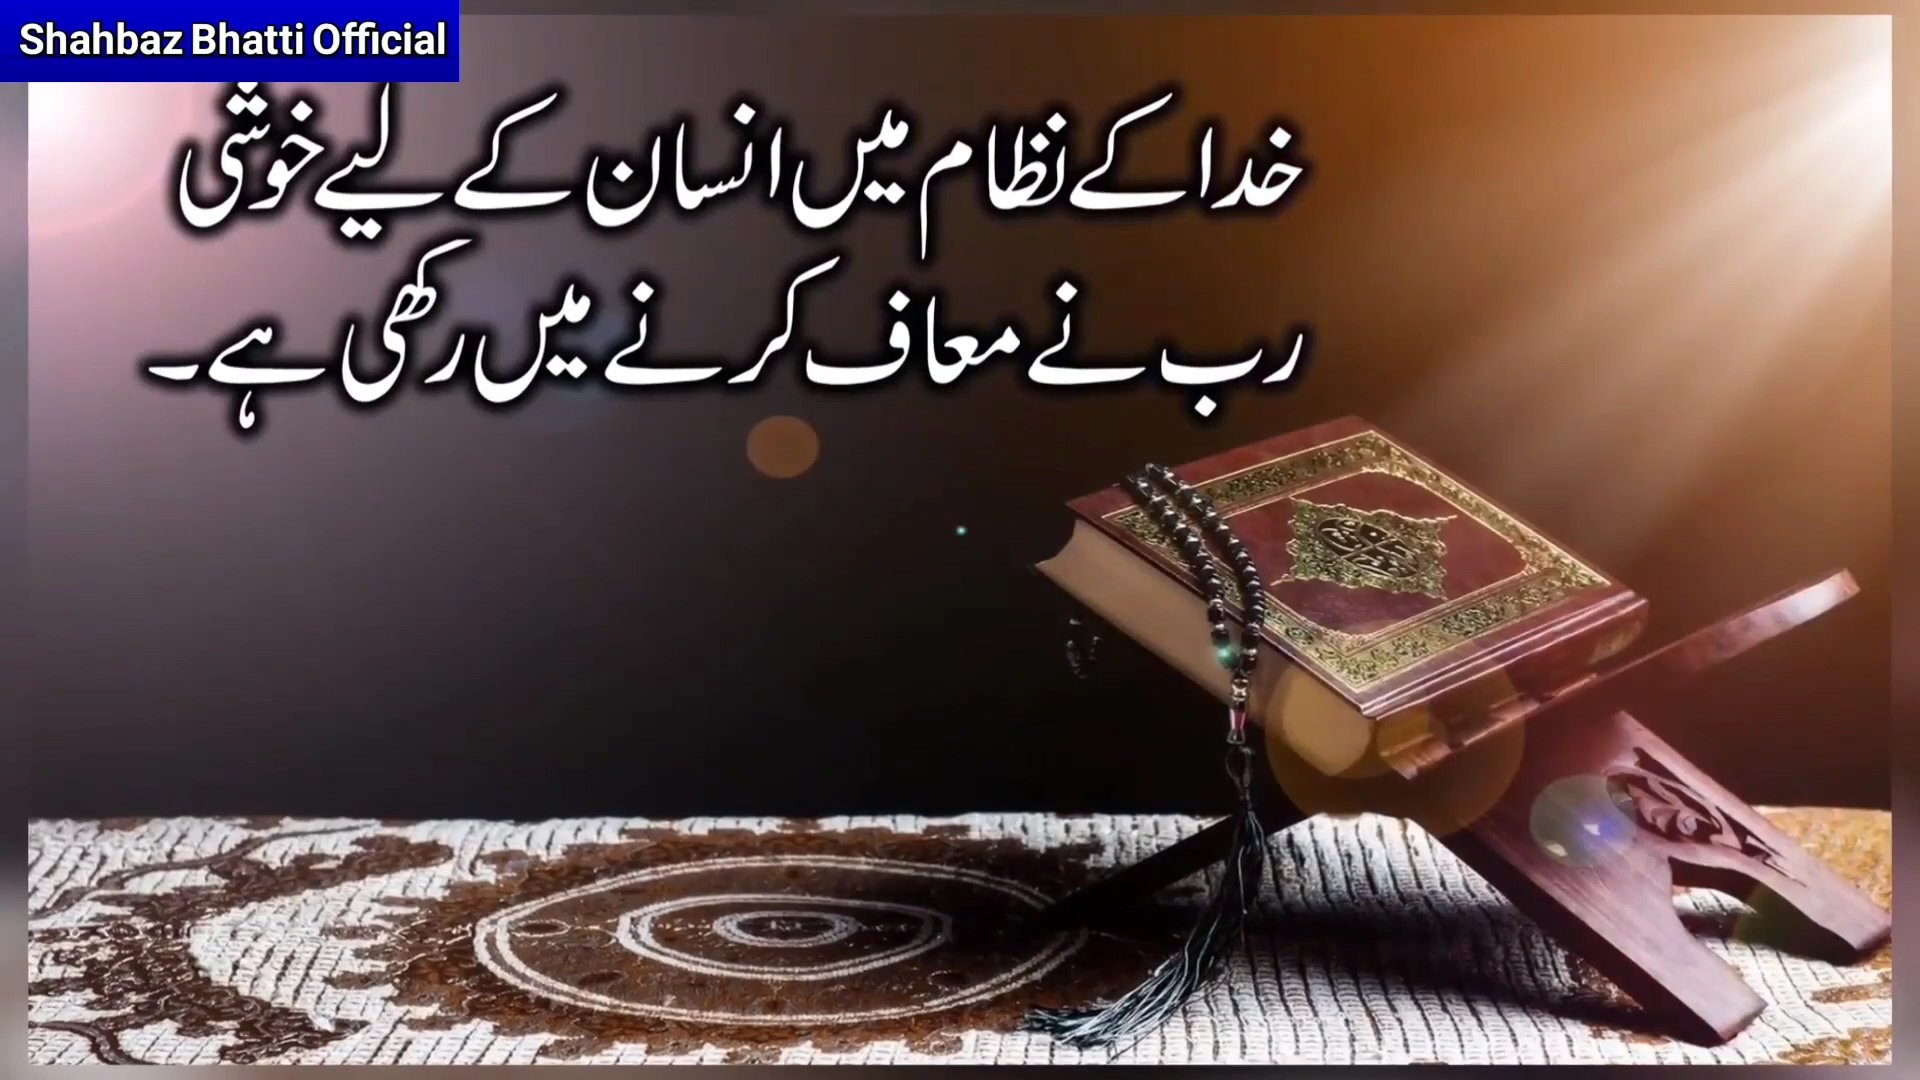 Shahbaz Bhatti Official
خدا کے نظام میں انسان کے لیے خوشی
رب نے معاف کرنے میں رکھی ہے۔